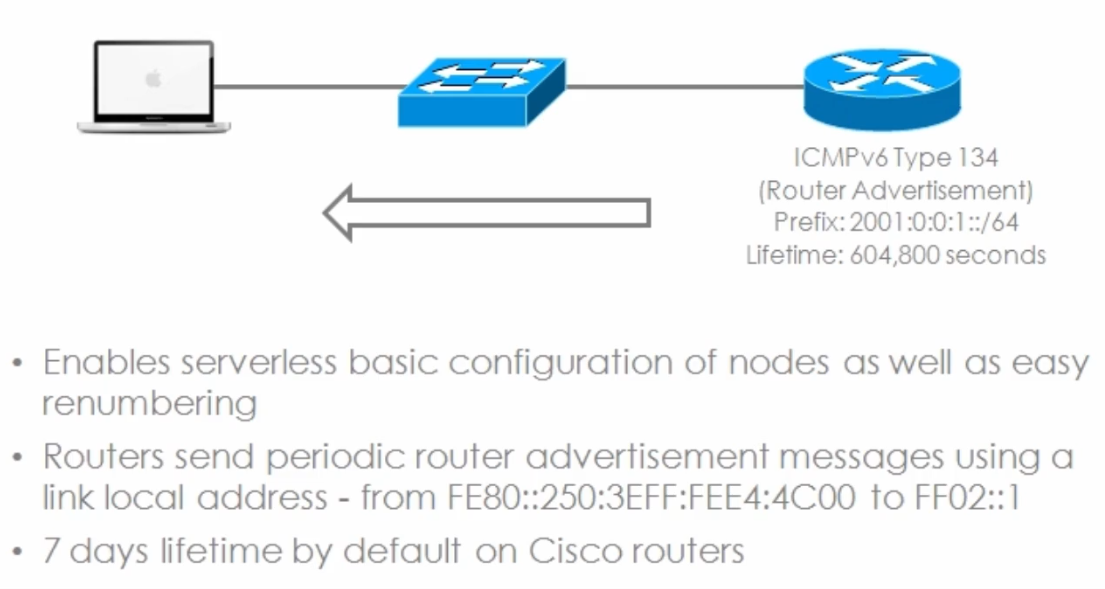 ICMPv6 Type 134
(Router Advertisement)
Prefix: 2001:0:0:1::/64
Lifetime: 604,800 seconds
• Enables serverless basic configuration of nodes as well as easy
renumbering
• Routers send periodic router advertisement messages using a
link local address - from FE80::250:3EFF:FEE4:4C00 to FF02::1
• 7 days lifetime by default on Cisco routers